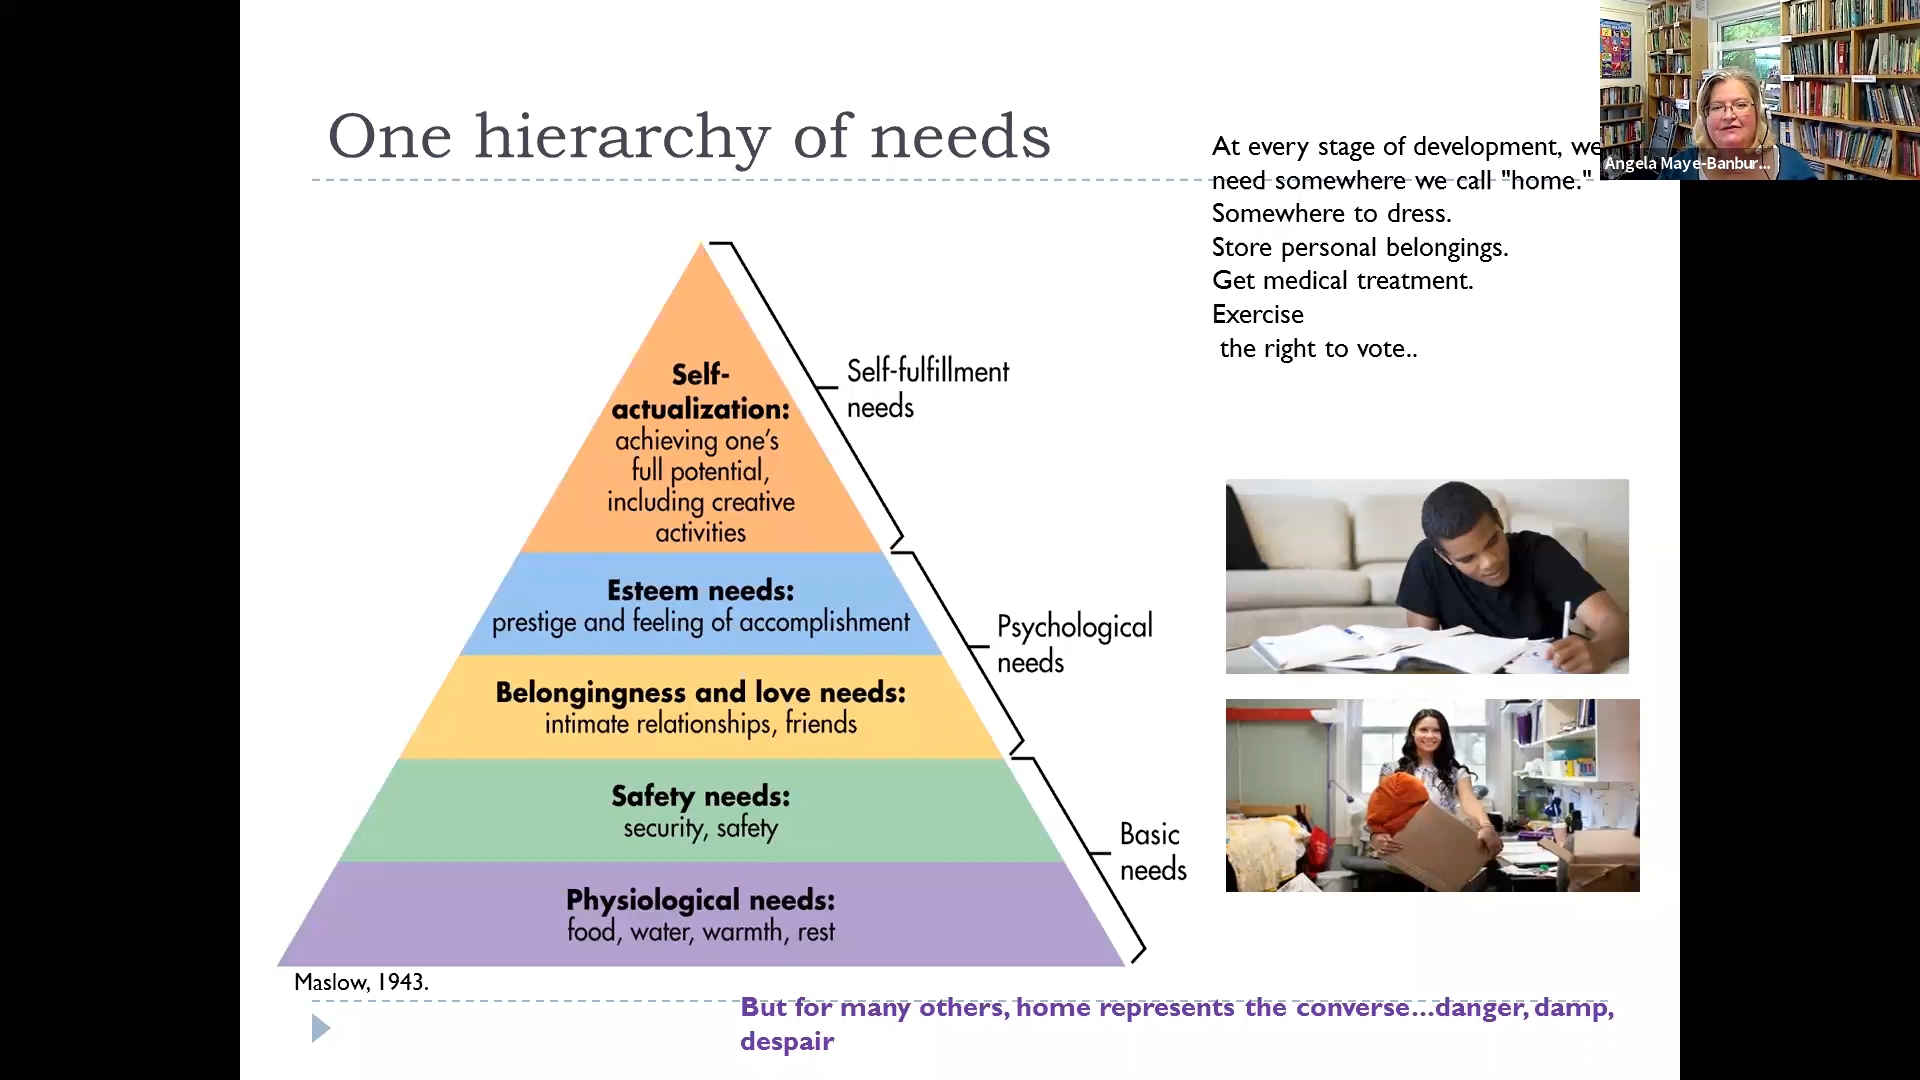 One hierarchy of needs
At every stage of development, we
need somewhere we call "home."
Somewhere to dress.
Store personal belongings.
Get medical treatment.
Exercise
the right to vote..
Angela Maye-Banbur...
Self-
actualization:
achieving one's
full potential,
including creative
activities
Self-fulfillment
needs
Esteem needs:
prestige and feeling of accomplishment
Psychological
needs
Belongingness and love needs:
intimate relationships, friends
Safety needs:
security, safety
Basic
needs
Physiological needs:
food, water, warmth, rest
Maslow, 1943.
But for many others, home represents the converse...danger, damp,
despair